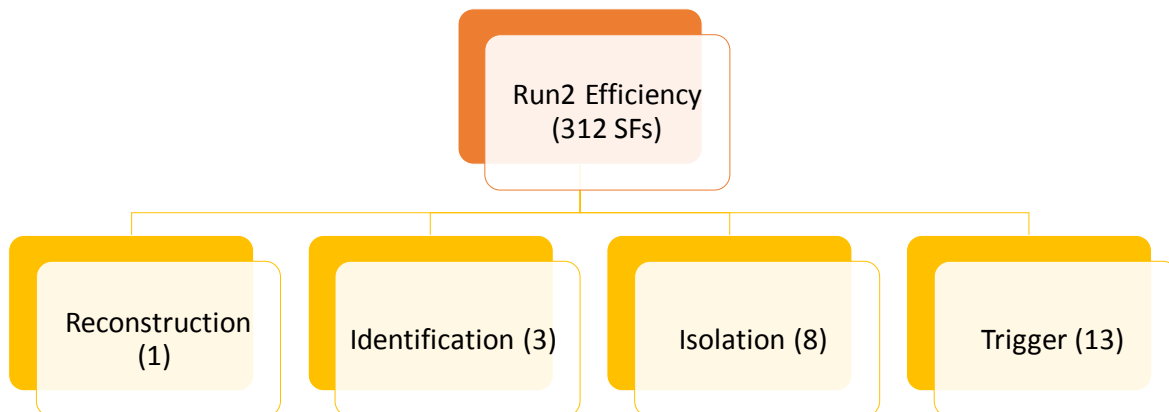 Run2 Efficiency
(312 SFs)
Reconstruction
(1)
Identification (3)
Isolation (8)
Trigger (13)